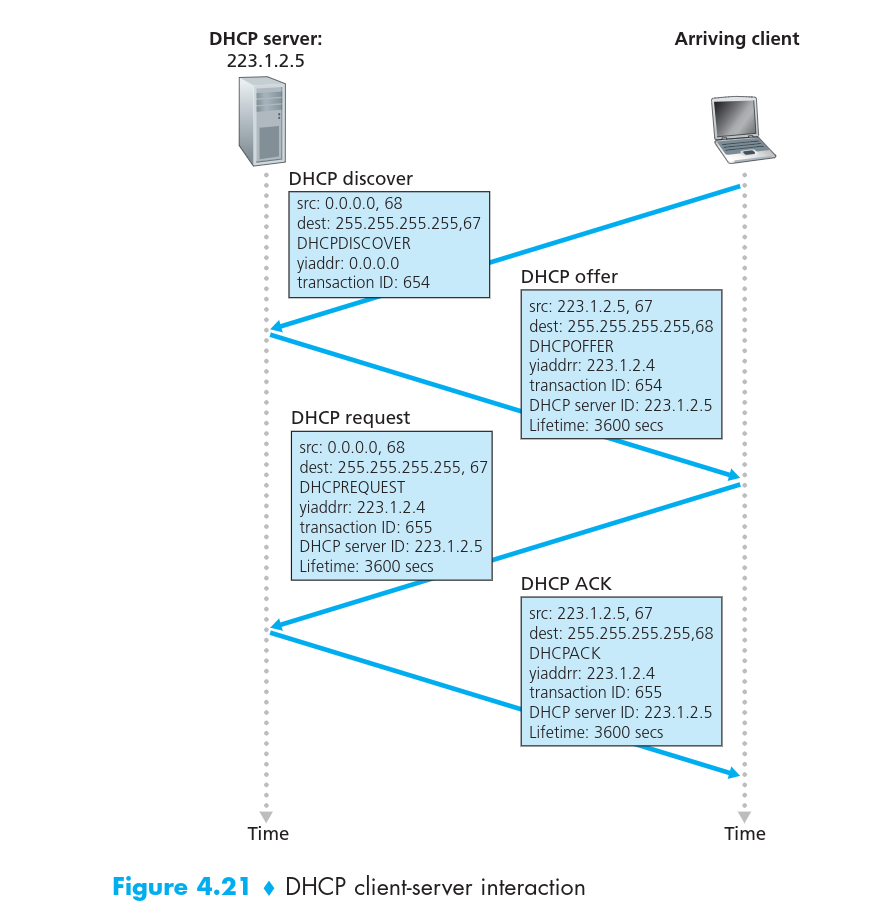 DHCP server:
223.1.2.5
Arriving client
DHCP discover
src: 0.0.0.0, 68
dest: 255.255.255.255,67
DHCPDISCOVER
yiaddr: 0.0.0.0
transaction ID: 654
DHCP offer
src: 223.1.2.5, 67
dest: 255.255.255.255,68
DHCPOFFER
yiaddrr: 223.1.2.4
transaction ID: 654
DHCP server ID: 223.1.2.5
Lifetime: 3600 secs
DHCP request
src: 0.0.0.0, 68
dest: 255.255.255.255, 67
DHCPREQUEST
yiaddrr: 223.1.2.4
transaction ID: 655
DHCP server ID: 223.1.2.5
Lifetime: 3600 secs
DHCP ACK
src: 223.1.2.5, 67
dest: 255.255.255.255,68
DHCPACK
yiaddrr: 223.1.2.4
transaction ID: 655
DHCP server ID: 223.1.2.5
Lifetime: 3600 secs
Time
Time
Figure 4.21 ♦ DHCP client-server interaction